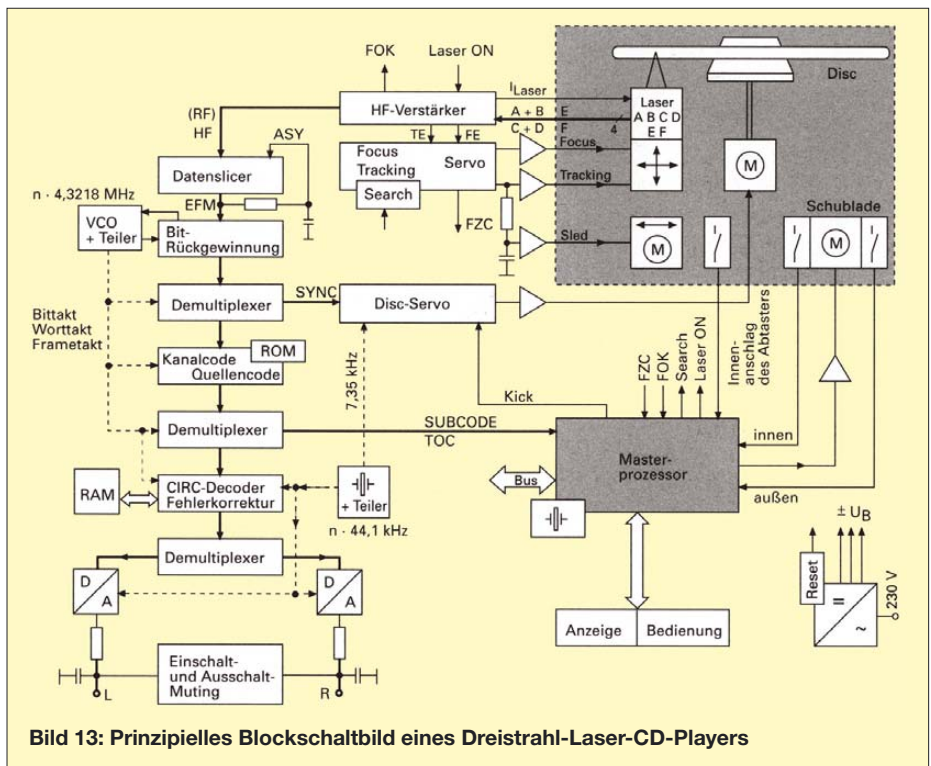 FOK
Laser ON
Disc
I Laser
HF-Verstärker
A + B E
C + D F
4
Laser
A B C D
E F
(RF)
HF
ASY
TE
FE
Focus
Tracking
Servo
Search
Focus
Tracking
M
Datenslicer
EFM
n · 4,3218 MHz
VCO
+ Teiler
Bit-
Rückgewinnung
FZC
Sled
M
Schublade
M
Demultiplexer
SYNC
Disc-Servo
Bittakt
Worttakt
Frametakt
Kanalcode
Quellencode
ROM
7,35 kHz
Kick
FZC
FOK
Search
Laser ON
Innen-
anschlag
des Abtasters
Demultiplexer
SUBCODE
TOC
Master-
prozessor
innen
außen
Bus
RAM
CIRC-Decoder
Fehlerkorrektur
+ Teiler
n · 44,1 kHz
Demultiplexer
D
A
D
A
± UB
Reset
=
~
230 V
Anzeige
Bedienung
Einschalt-
und Ausschalt-
Muting
L
R
Bild 13: Prinzipielles Blockschaltbild eines Dreistrahl-Laser-CD-Players